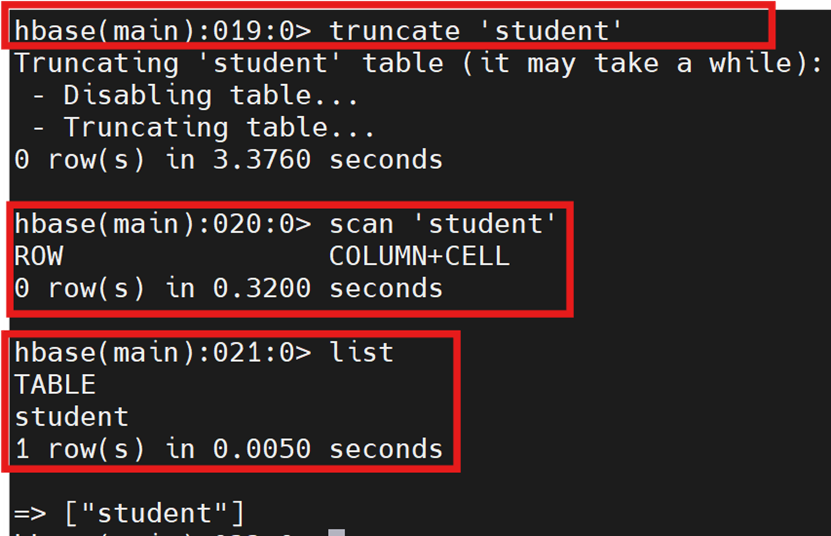 hbase(main):019:0> truncate 'student'
Truncating 'student' table (it may take a while):
 - Disabling table...
 - Truncating table...
0 row(s) in 3.3760 seconds
hbase(main):020:0> scan 'student'
ROW                COLUMN+CELL
0 row(s) in 0.3200 seconds
hbase(main):021:0> list
TABLE
student
1 row(s) in 0.0050 seconds
=> ["student"]